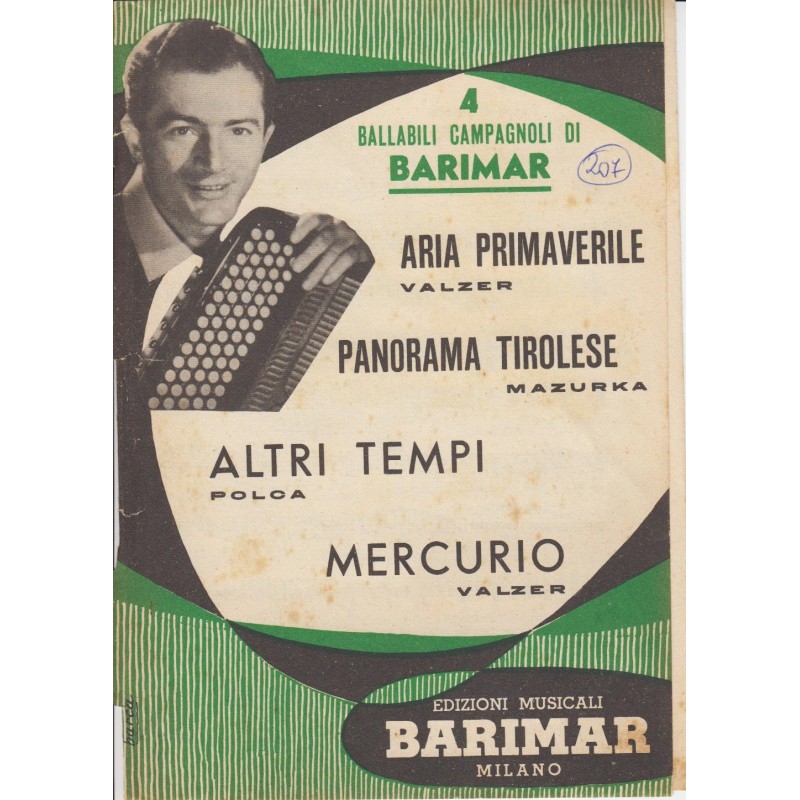 4
BALLABILI CAMPAGNOLI DI
BARIMAR
207
ARIA PRIMAVERILE
VALZER
PANORAMA TIROLESE
MAZURKA
ALTRI TEMPI
POLCA
MERCURIO
VALZER
EDIZIONI MUSICALI
BARIMAR
MILANO